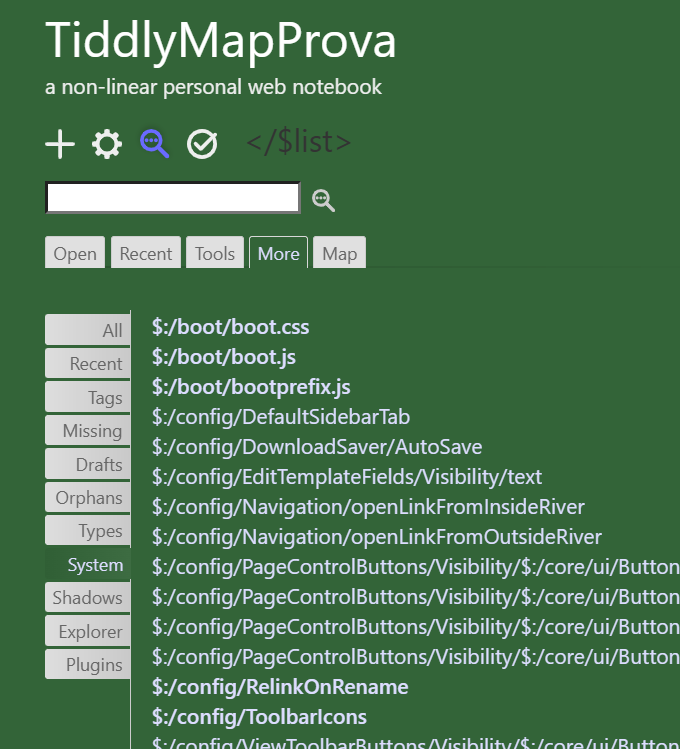 TiddlyMapProva
a non-linear personal web notebook
</$list>
Open Recent Tools More Map
All
Recent
Tags
Missing
Drafts
Orphans
Types
System
Shadows
Explorer
Plugins
$:/boot/boot.css
$:/boot/boot.js
$:/boot/bootprefix.js
$:/config/DefaultSidebarTab
$:/config/DownloadSaver/AutoSave
$:/config/EditTemplateFields/Visibility/text
$:/config/Navigation/openLinkFromInsideRiver
$:/config/Navigation/openLinkFromOutsideRiver
$:/config/PageControlButtons/Visibility/$:/core/ui/Button
$:/config/PageControlButtons/Visibility/$:/core/ui/Button
$:/config/PageControlButtons/Visibility/$:/core/ui/Button
$:/config/PageControlButtons/Visibility/$:/core/ui/Button
$:/config/RelinkOnRename
$:/config/ToolbarIcons
$:/config/ViewToolbarButtons/Visibility/$:/core/ui/Button